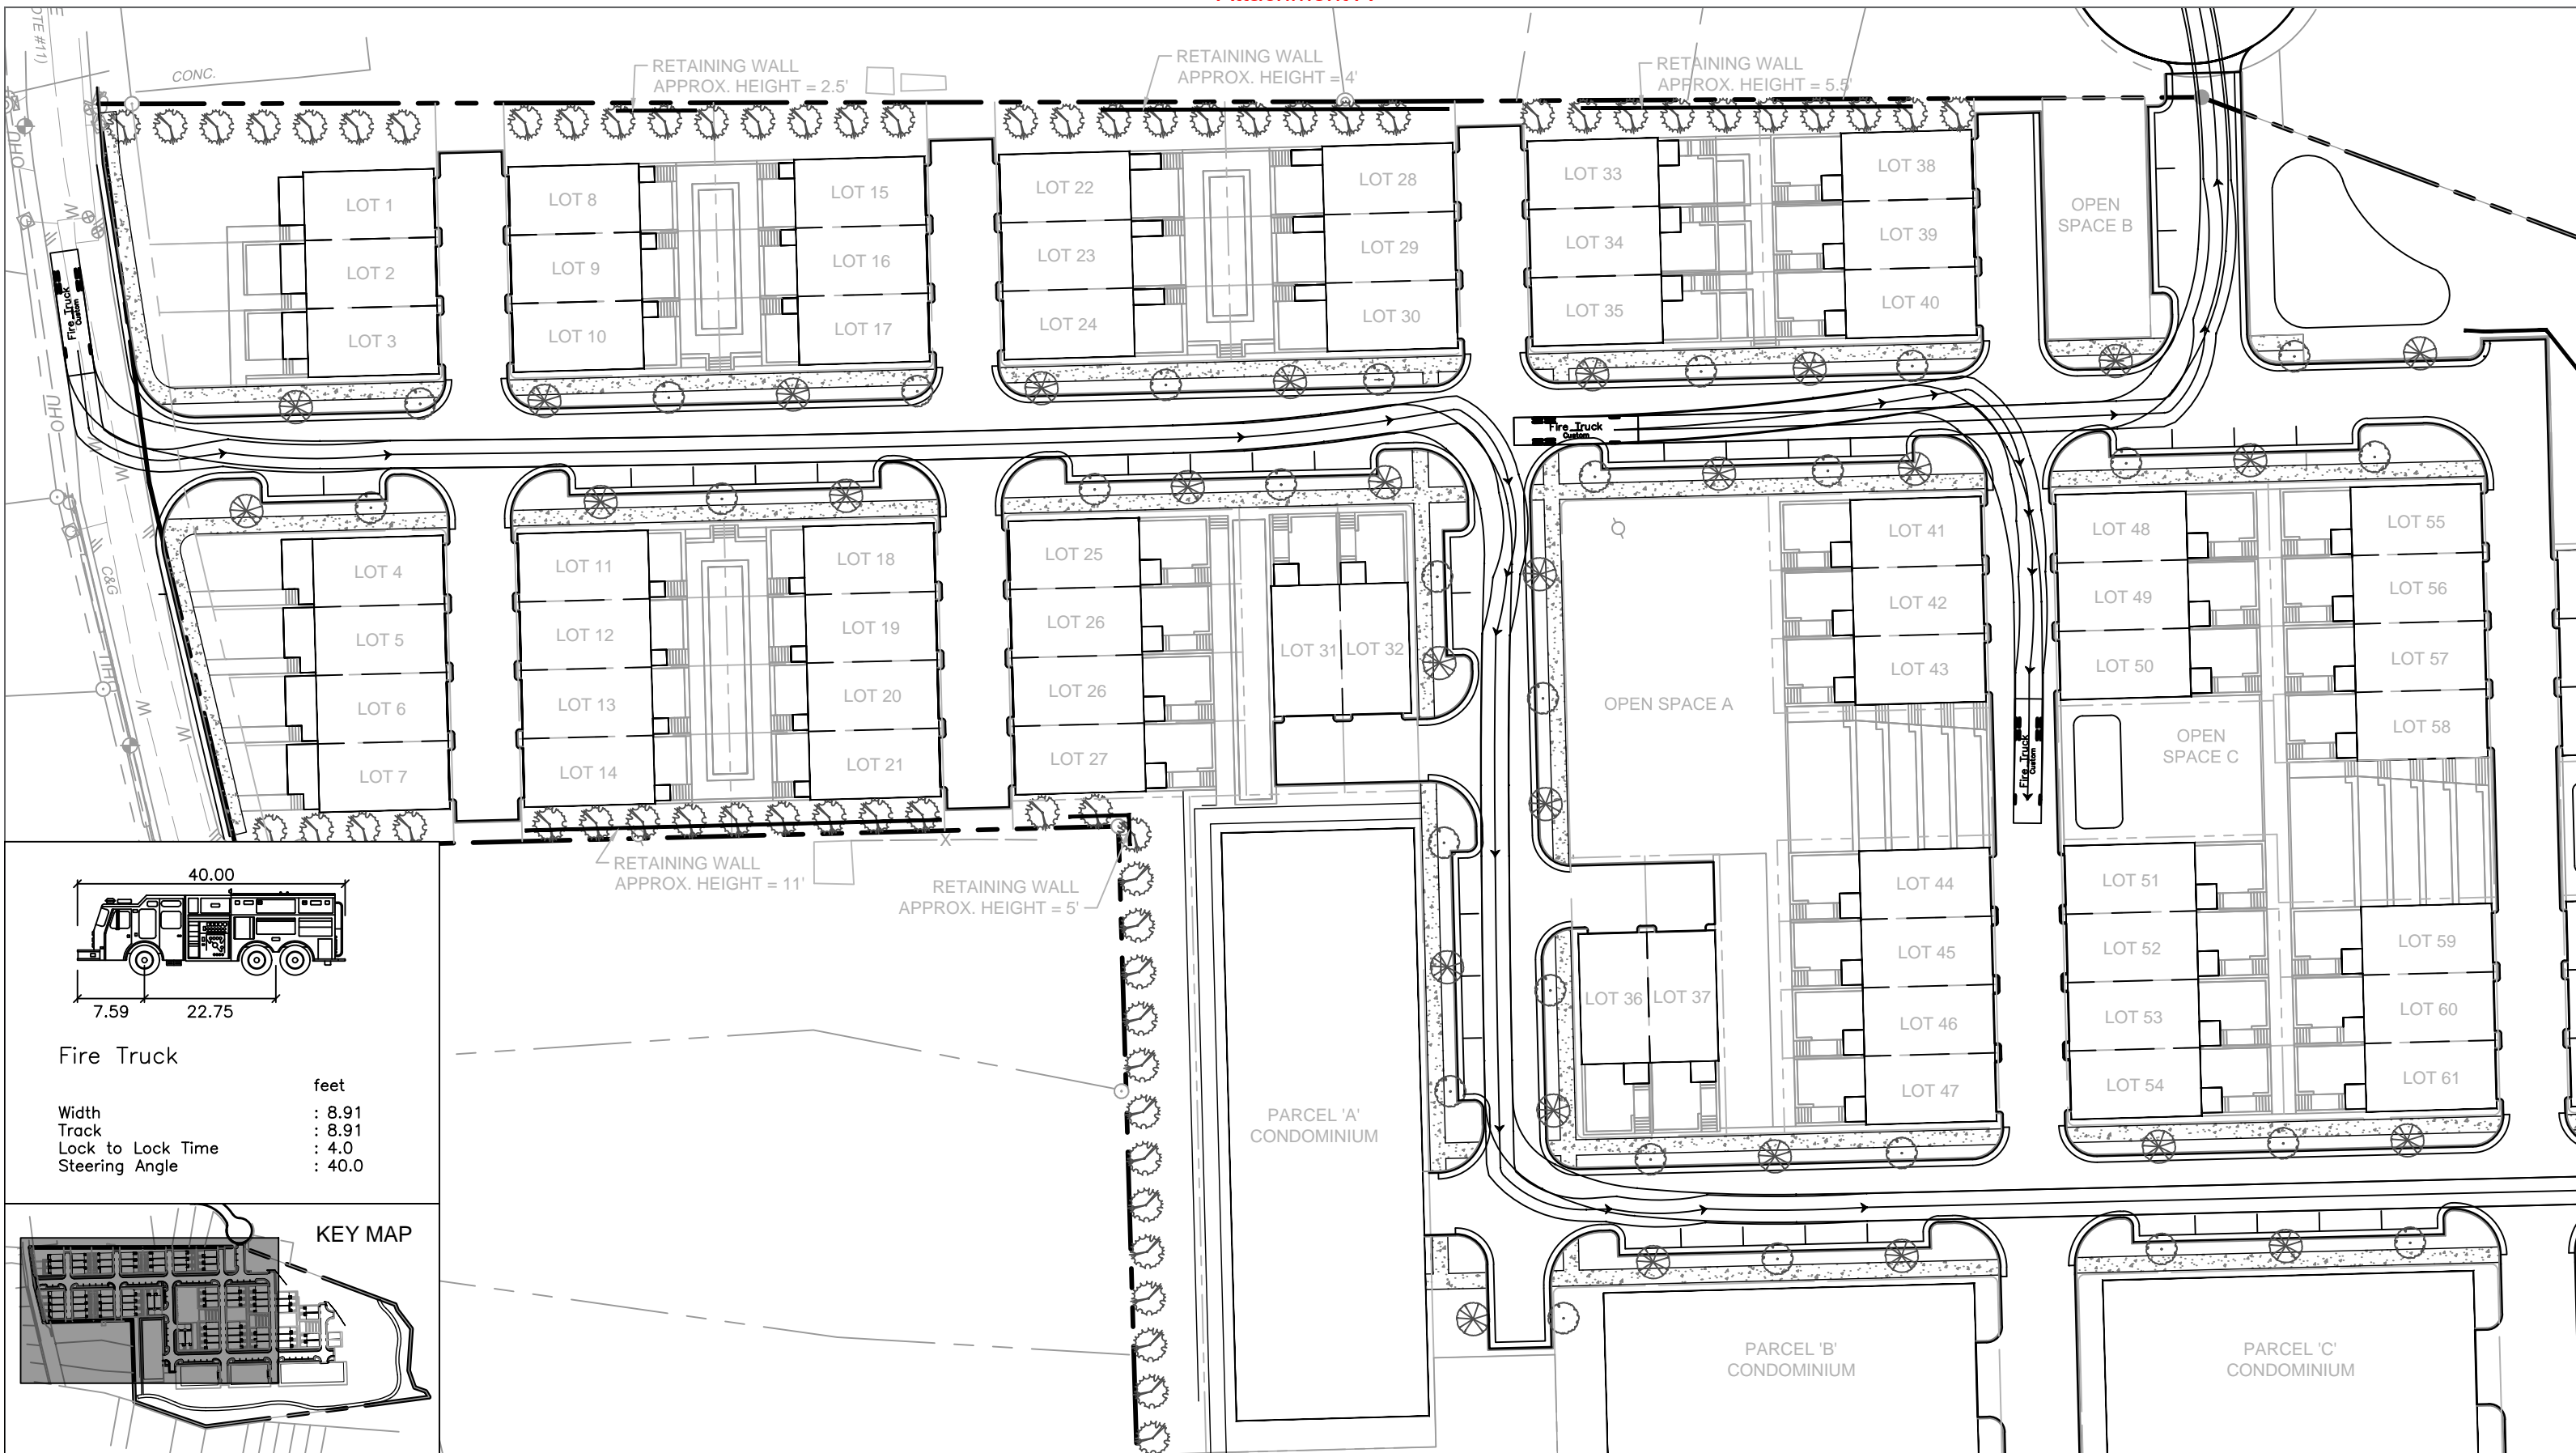 CONC.
RETAINING WALL
APPROX. HEIGHT = 2.5'
RETAINING WALL
APPROX. HEIGHT = 4'
RETAINING WALL
APPROX. HEIGHT = 5.5'
OHU
W
LOT 1
LOT 2
LOT 3
LOT 8
LOT 9
LOT 10
LOT 15
LOT 16
LOT 17
LOT 22
LOT 23
LOT 24
LOT 28
LOT 29
LOT 30
LOT 33
LOT 34
LOT 35
LOT 38
LOT 39
LOT 40
OPEN
SPACE B
Fire Truck
Custom
Fire Truck
Custom
OHU
W
W
C&G
W
W
LOT 4
LOT 5
LOT 6
LOT 7
LOT 11
LOT 12
LOT 13
LOT 14
LOT 18
LOT 19
LOT 20
LOT 21
LOT 25
LOT 26
LOT 26
LOT 27
LOT 31
LOT 32
OPEN SPACE A
LOT 41
LOT 42
LOT 43
LOT 48
LOT 49
LOT 50
LOT 55
LOT 56
LOT 57
LOT 58
OPEN
SPACE C
Fire Truck
Custom
RETAINING WALL
APPROX. HEIGHT = 11'
X
RETAINING WALL
APPROX. HEIGHT = 5'
LOT 36
LOT 37
LOT 44
LOT 45
LOT 46
LOT 47
LOT 51
LOT 52
LOT 53
LOT 54
LOT 59
LOT 60
LOT 61
40.00
7.59
22.75
Fire Truck
feet
Width : 8.91
Track : 8.91
Lock to Lock Time : 4.0
Steering Angle : 40.0
KEY MAP
PARCEL 'A'
CONDOMINIUM
PARCEL 'B'
CONDOMINIUM
PARCEL 'C'
CONDOMINIUM